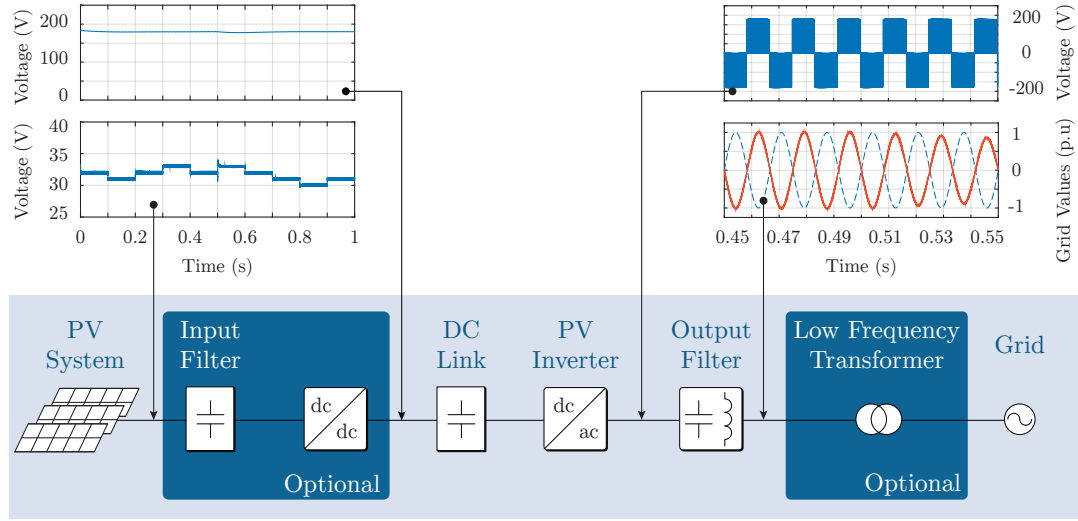 Voltage (V)
200
100
0
Voltage (V)
40
35
30
25
0
0.2
0.4
0.6
0.8
1
Time (s)
200
0
-200
Voltage (V)
1
0
-1
Grid Values (p.u)
0.45
0.47
0.49
0.51
0.53
0.55
Time (s)
PV
System
Input
Filter
dc
dc
Optional
DC
Link
PV
Inverter
dc
ac
Output
Filter
Low Frequency
Transformer
Optional
Grid